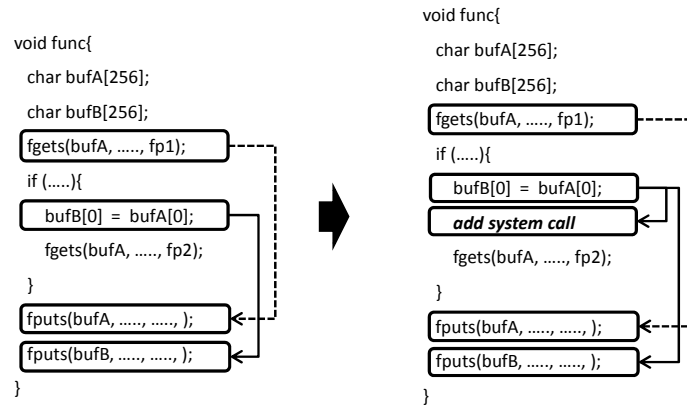 void func{
char bufA[256];
char bufB[256];
fgets(bufA, ....., fp1);
if (.....){
bufB[0] = bufA[0];
fgets(bufA, ....., fp2);
}
fputs(bufA, ....., ....., );
fputs(bufB, ....., ....., );
}
void func{
char bufA[256];
char bufB[256];
fgets(bufA, ....., fp1);
if (.....){
bufB[0] = bufA[0];
add system call
fgets(bufA, ....., fp2);
}
fputs(bufA, ....., ....., );
fputs(bufB, ....., ....., );
}